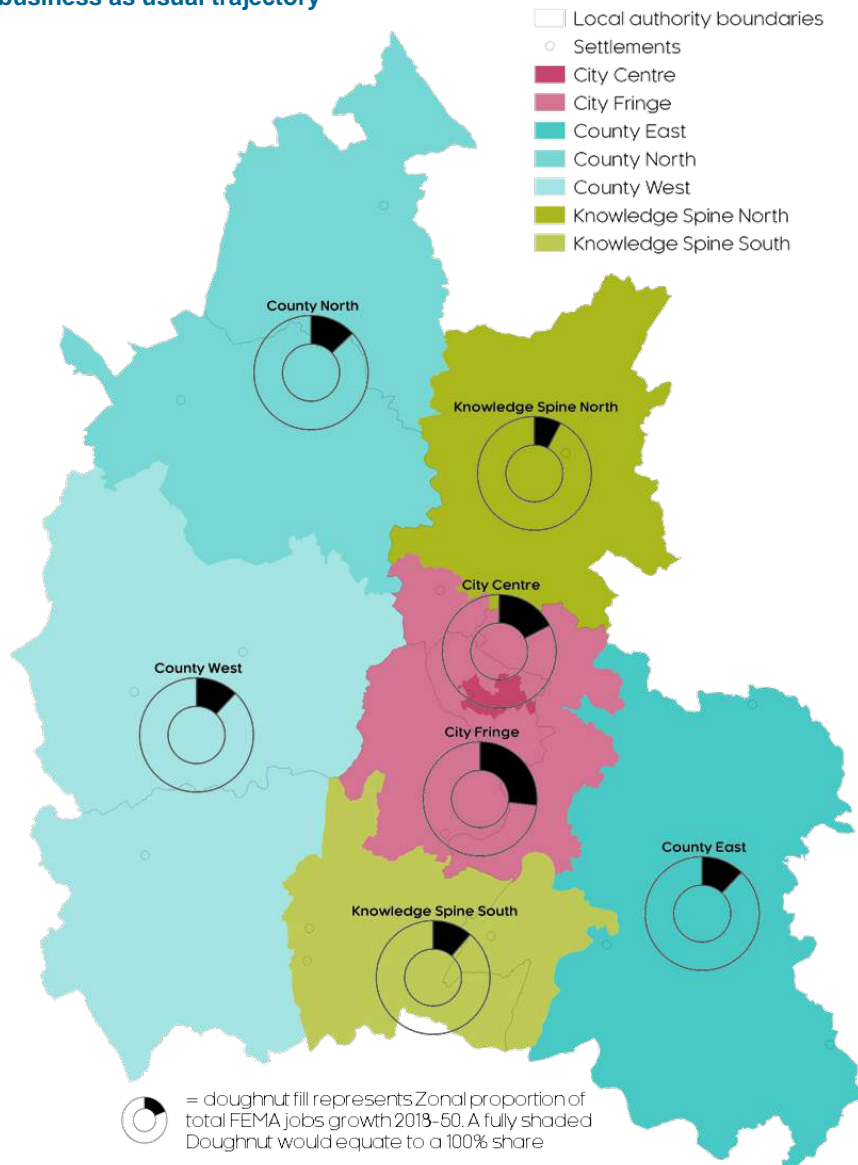 business as usual trajectory
Local authority boundaries
Settlements
City Centre
City Fringe
County East
County North
County West
Knowledge Spine North
Knowledge Spine South
County North
Knowledge Spine North
City Centre
County West
City Fringe
County East
Knowledge Spine South
= doughnut fill represents Zonal proportion of
total FEMA jobs growth 2018-50. A fully shaded
Doughnut would equate to a 100% share